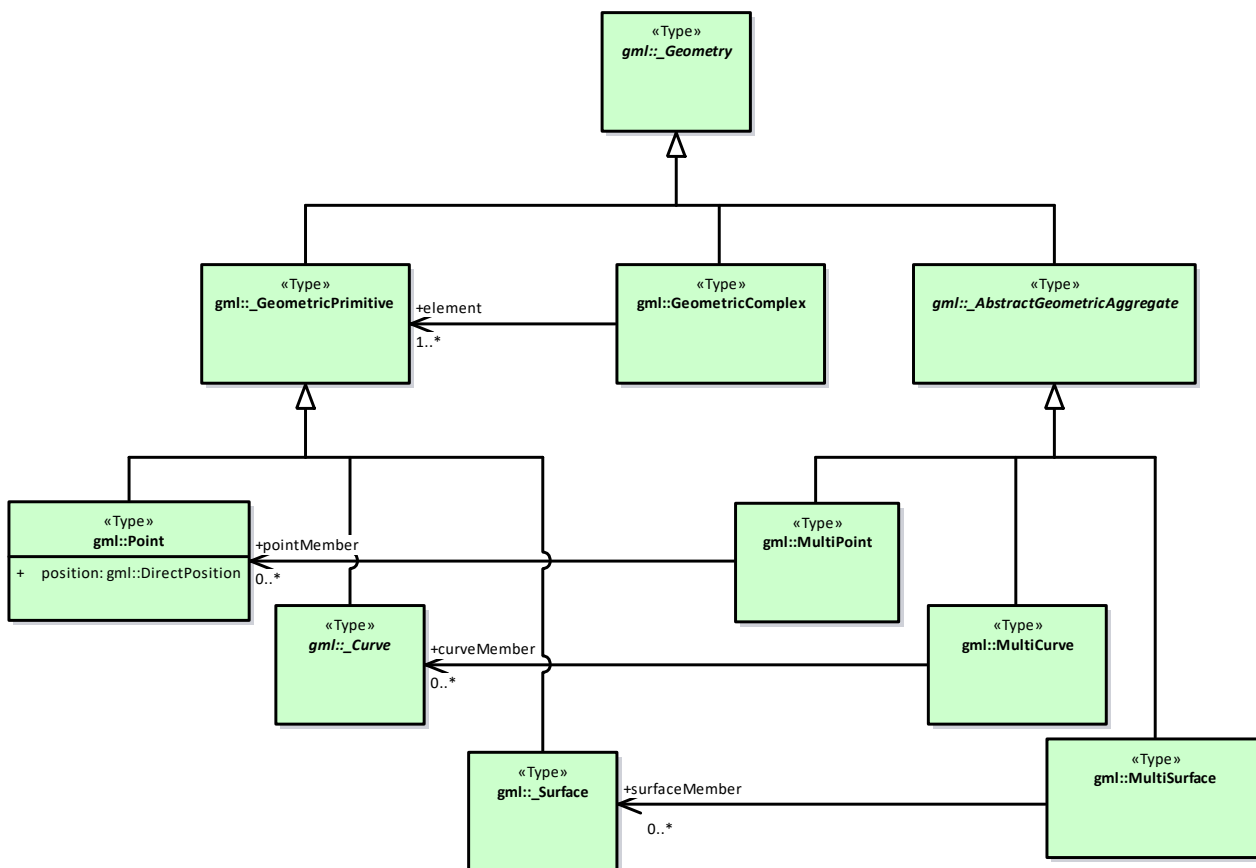 «Type»
gml::_Geometry
«Type»
gml::_GeometricPrimitive
+element
1..*
«Type»
gml::GeometricComplex
«Type»
gml::_AbstractGeometricAggregate
«Type»
gml::Point
+ position: gml::DirectPosition
+pointMember
0..*
«Type»
gml::MultiPoint
«Type»
gml::_Curve
+curveMember
0..*
«Type»
gml::MultiCurve
«Type»
gml::_Surface
+surfaceMember
0..*
«Type»
gml::MultiSurface